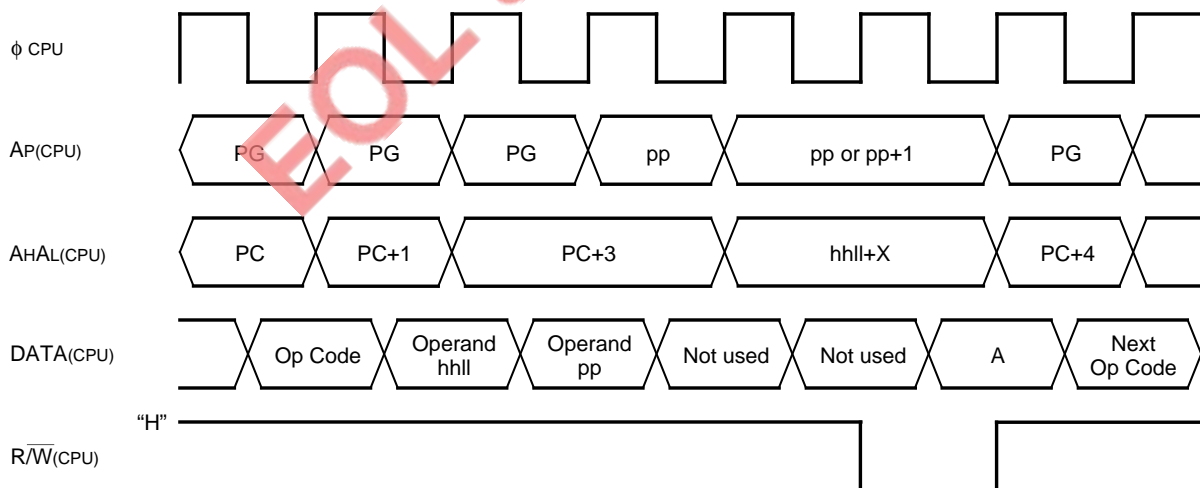 EOL
ϕ CPU
AP(CPU)
PG
PG
PG
pp
pp or pp+1
PG
AHAL(CPU)
PC
PC+1
PC+3
hhll+X
PC+4
DATA(CPU)
Op Code
Operand
hhll
Operand
pp
Not used
Not used
A
Next
Op Code
“H”
R/W̅(CPU)